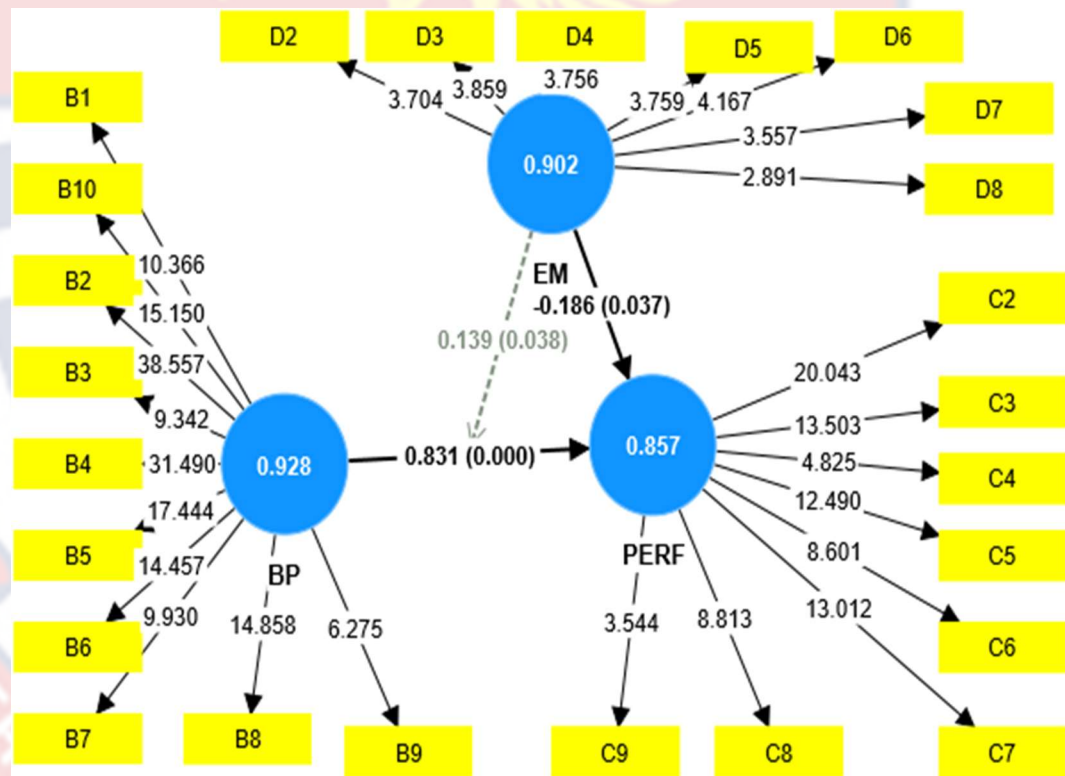 D2
D3
D4
D5
D6
D7
D8
3.704
3.859
3.756
3.759
4.167
3.557
2.891
0.902
B1
B10
B2
B3
B4
B5
B6
B7
B8
B9
10.366
15.150
38.557
9.342
31.490
17.444
14.457
9.930
14.858
6.275
0.928
BP
EM
-0.186 (0.037)
0.139 (0.038)
0.831 (0.000)
0.857
PERF
C2
C3
C4
C5
C6
C7
C8
C9
20.043
13.503
4.825
12.490
8.601
13.012
8.813
3.544